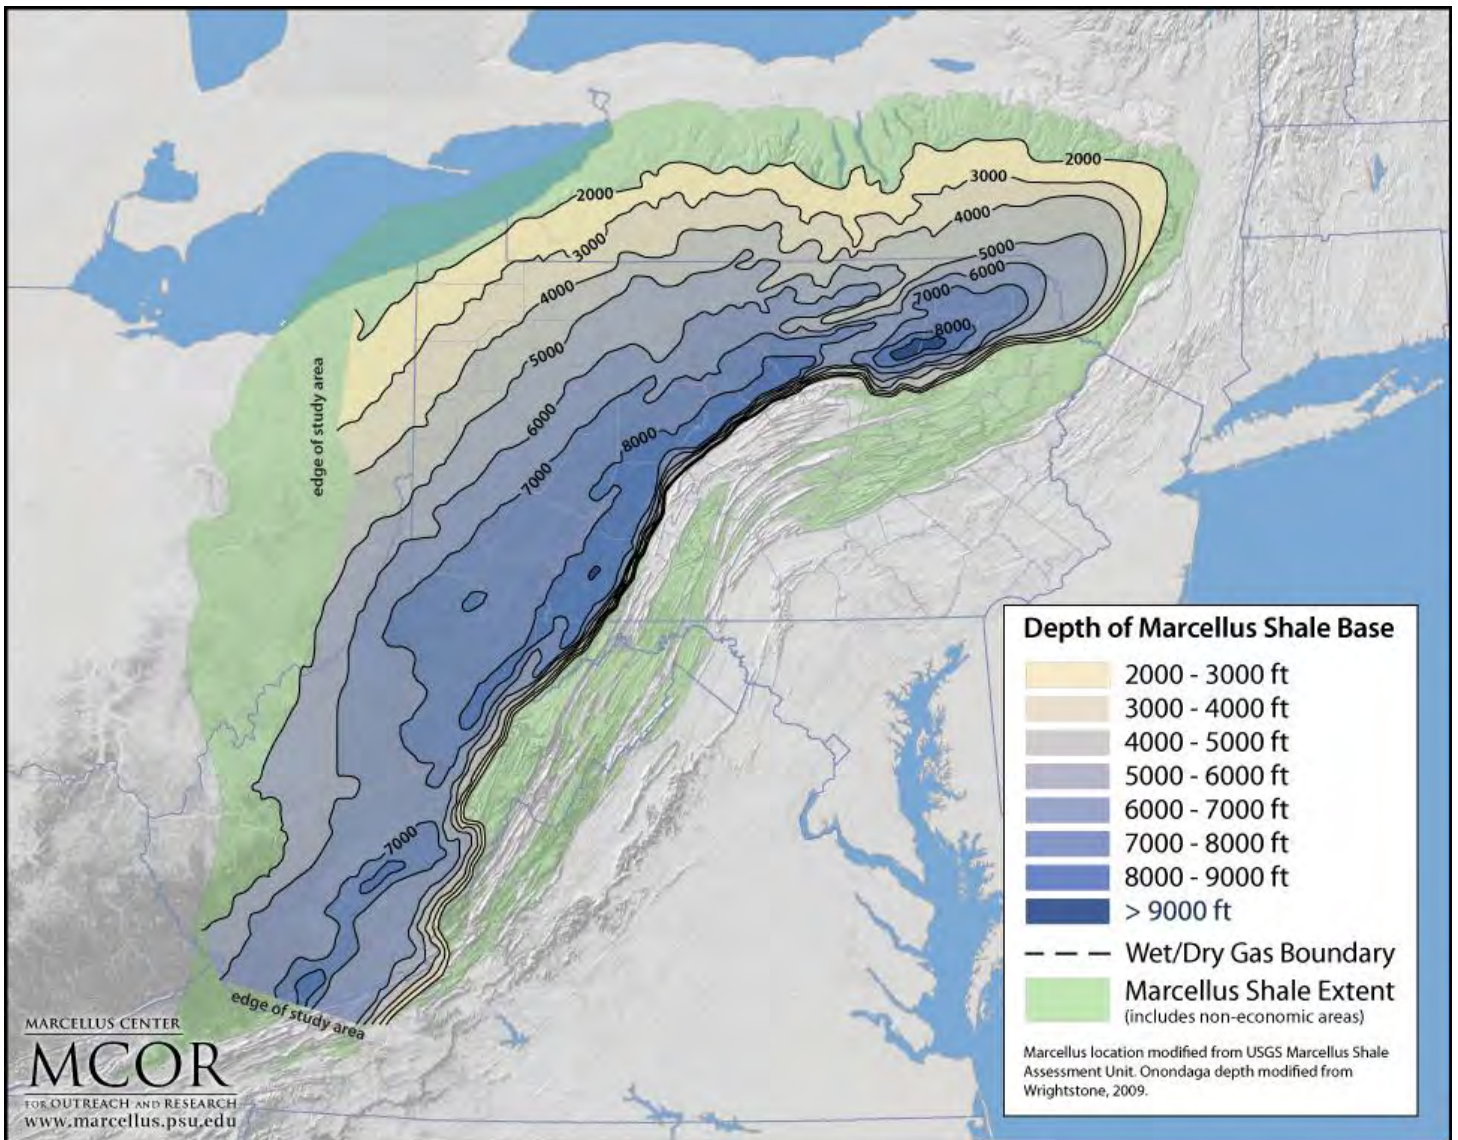 2000
3000
2000
4000
2000
3000
5000
6000
4000
7000
8000
5000
6000
8000
7000
7000
edge of study area
edge of study area
Depth of Marcellus Shale Base
2000 - 3000 ft
3000 - 4000 ft
4000 - 5000 ft
5000 - 6000 ft
6000 - 7000 ft
7000 - 8000 ft
8000 - 9000 ft
> 9000 ft
Wet/Dry Gas Boundary
Marcellus Shale Extent
(includes non-economic areas)
Marcellus location modified from USGS Marcellus Shale
Assessment Unit. Onondaga depth modified from
Wrightstone, 2009.
MARCELLUS CENTER
MCOR
FOR OUTREACH AND RESEARCH
www.marcellus.psu.edu